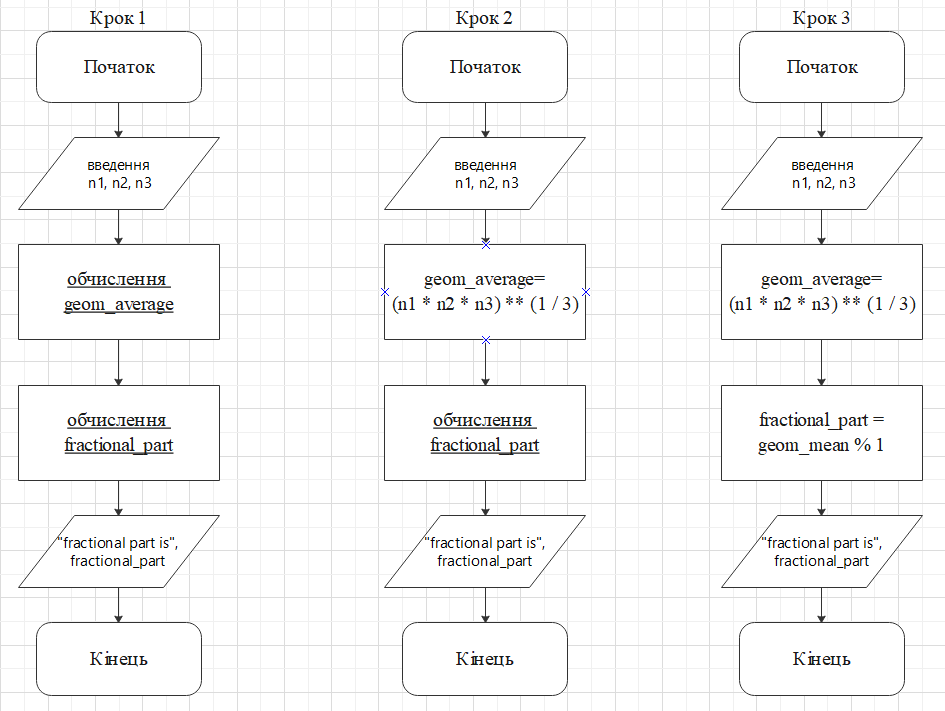 Крок 1
Початок
введення
n1, n2, n3
обчислення
geom_average
обчислення
fractional_part
"fractional part is",
fractional_part
Кінець
Крок 2
Початок
введення
n1, n2, n3
geom_average=
(n1 * n2 * n3) ** (1 / 3)
обчислення
fractional_part
"fractional part is",
fractional_part
Кінець
Крок 3
Початок
введення
n1, n2, n3
geom_average=
(n1 * n2 * n3) ** (1 / 3)
fractional_part =
geom_mean % 1
"fractional part is",
fractional_part
Кінець